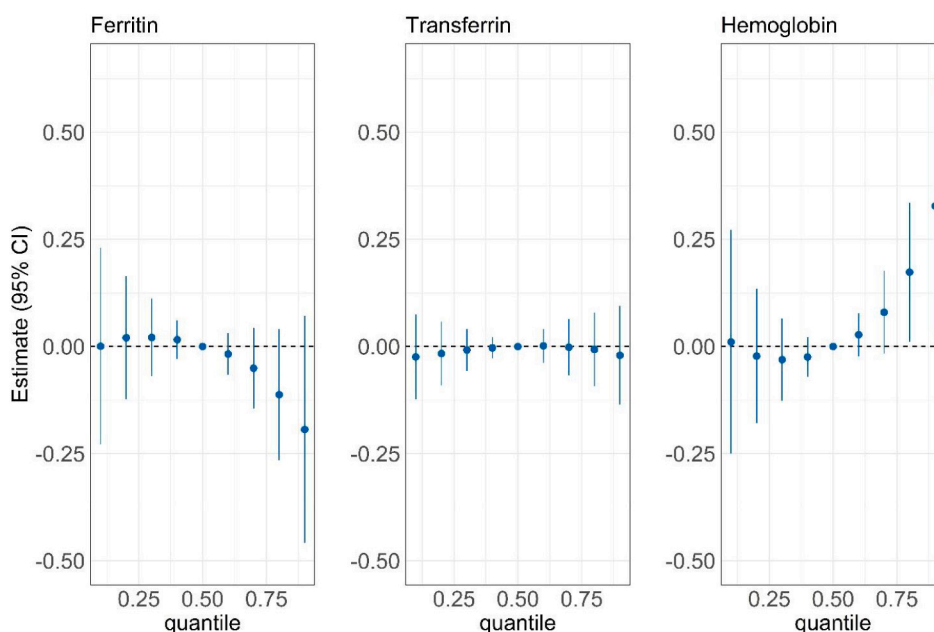 Ferritin Transferrin Hemoglobin
0.50 0.50 0.50
0.25 0.25 0.25
0.00 0.00 0.00
-0.25 -0.25 -0.25
-0.50 -0.50 -0.50
Estimate (95% CI)
0.25 0.50 0.75 0.25 0.50 0.75 0.25 0.50 0.75
quantile quantile quantile